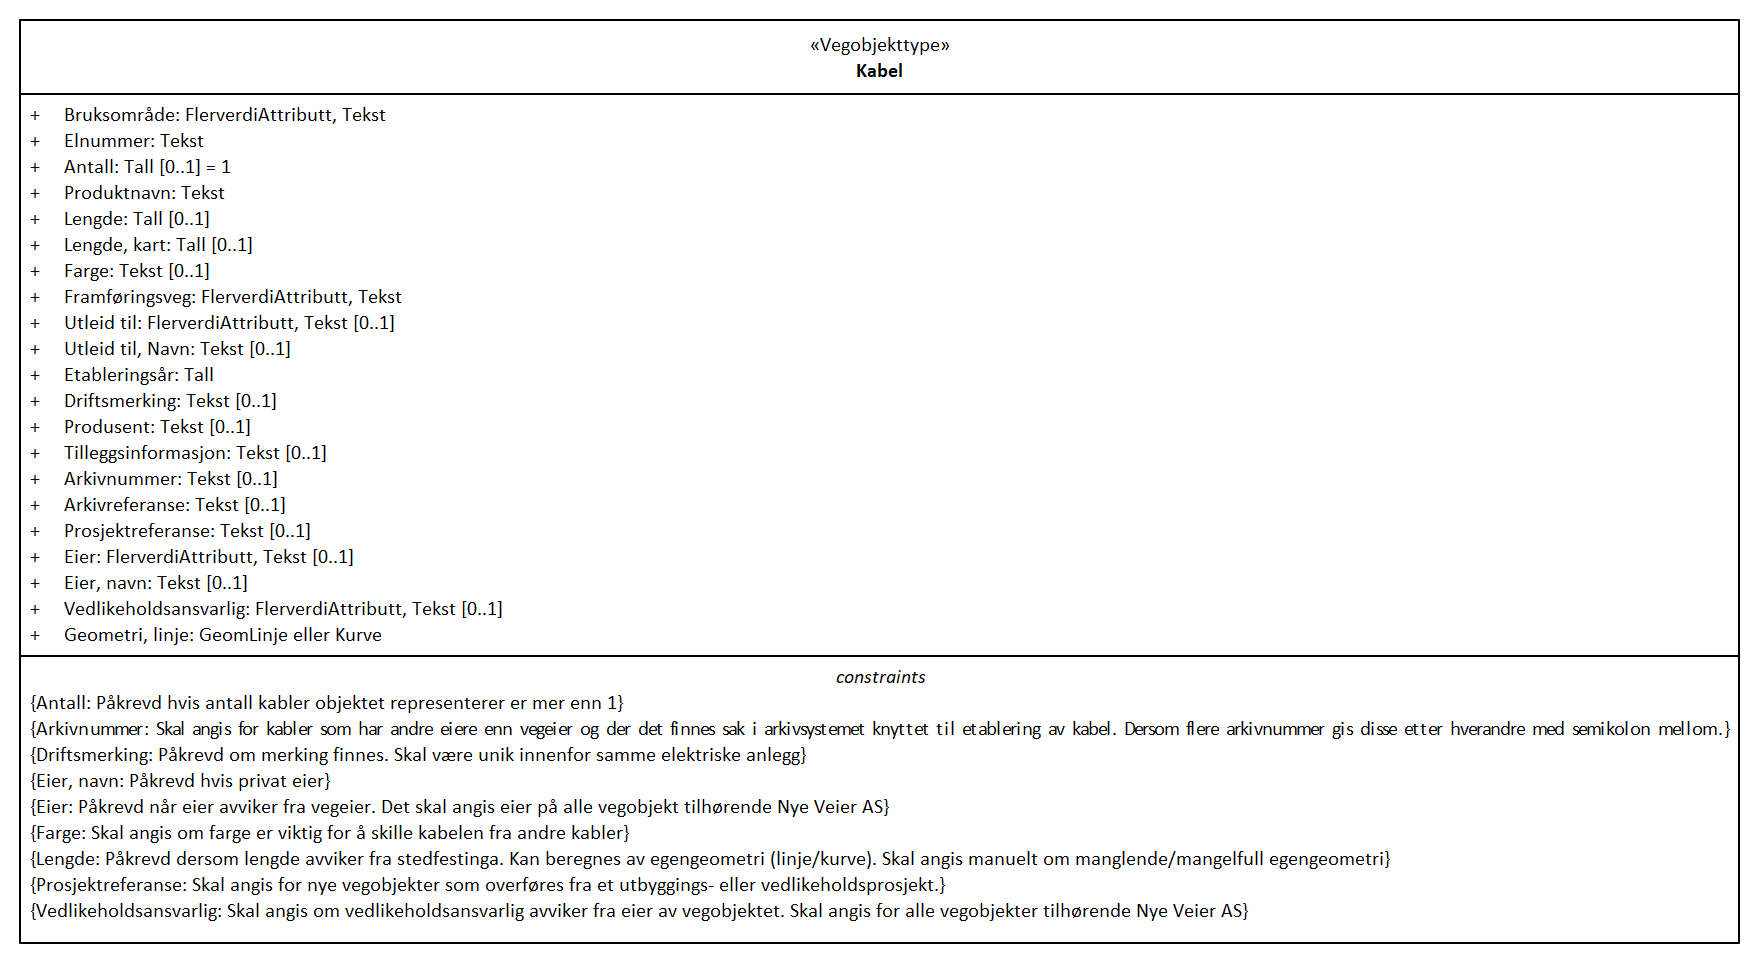 «Vegobjekttype»
Kabel
+ Bruksområde: FlerverdiAttributt, Tekst
+ Elnummer: Tekst
+ Antall: Tall [0..1] = 1
+ Produktnavn: Tekst
+ Lengde: Tall [0..1]
+ Lengde, kart: Tall [0..1]
+ Farge: Tekst [0..1]
+ Framføringsveg: FlerverdiAttributt, Tekst
+ Utleid til: FlerverdiAttributt, Tekst [0..1]
+ Utleid til, Navn: Tekst [0..1]
+ Etableringsår: Tall
+ Driftsmerking: Tekst [0..1]
+ Produsent: Tekst [0..1]
+ Tilleggsinformasjon: Tekst [0..1]
+ Arkivnummer: Tekst [0..1]
+ Arkivreferanse: Tekst [0..1]
+ Prosjektreferanse: Tekst [0..1]
+ Eier: FlerverdiAttributt, Tekst [0..1]
+ Eier, navn: Tekst [0..1]
+ Vedlikeholdsansvarlig: FlerverdiAttributt, Tekst [0..1]
+ Geometri, linje: GeomLinje eller Kurve
constraints
{Antall: Påkrevd hvis antall kabler objektet representerer er mer enn 1}
{Arkivnummer: Skal angis for kabler som har andre eiere enn vegeier og der det finnes sak i arkivsystemet knyttet til etablering av kabel. Dersom flere arkivnummer gis disse etter hverandre med semikolon mellom.}
{Driftsmerking: Påkrevd om merking finnes. Skal være unik innenfor samme elektriske anlegg}
{Eier, navn: Påkrevd hvis privat eier}
{Eier: Påkrevd når eier avviker fra vegeier. Det skal angis eier på alle vegobjekt tilhørende Nye Veier AS}
{Farge: Skal angis om farge er viktig for å skille kabelen fra andre kabler}
{Lengde: Påkrevd dersom lengde avviker fra stedfestinga. Kan beregnes av egengeometri (linje/kurve). Skal angis manuelt om manglende/mangelfull egengeometri}
{Prosjektreferanse: Skal angis for nye vegobjekter som overføres fra et utbyggings- eller vedlikeholdsprosjekt.}
{Vedlikeholdsansvarlig: Skal angis om vedlikeholdsansvarlig avviker fra eier av vegobjektet. Skal angis for alle vegobjekter tilhørende Nye Veier AS}